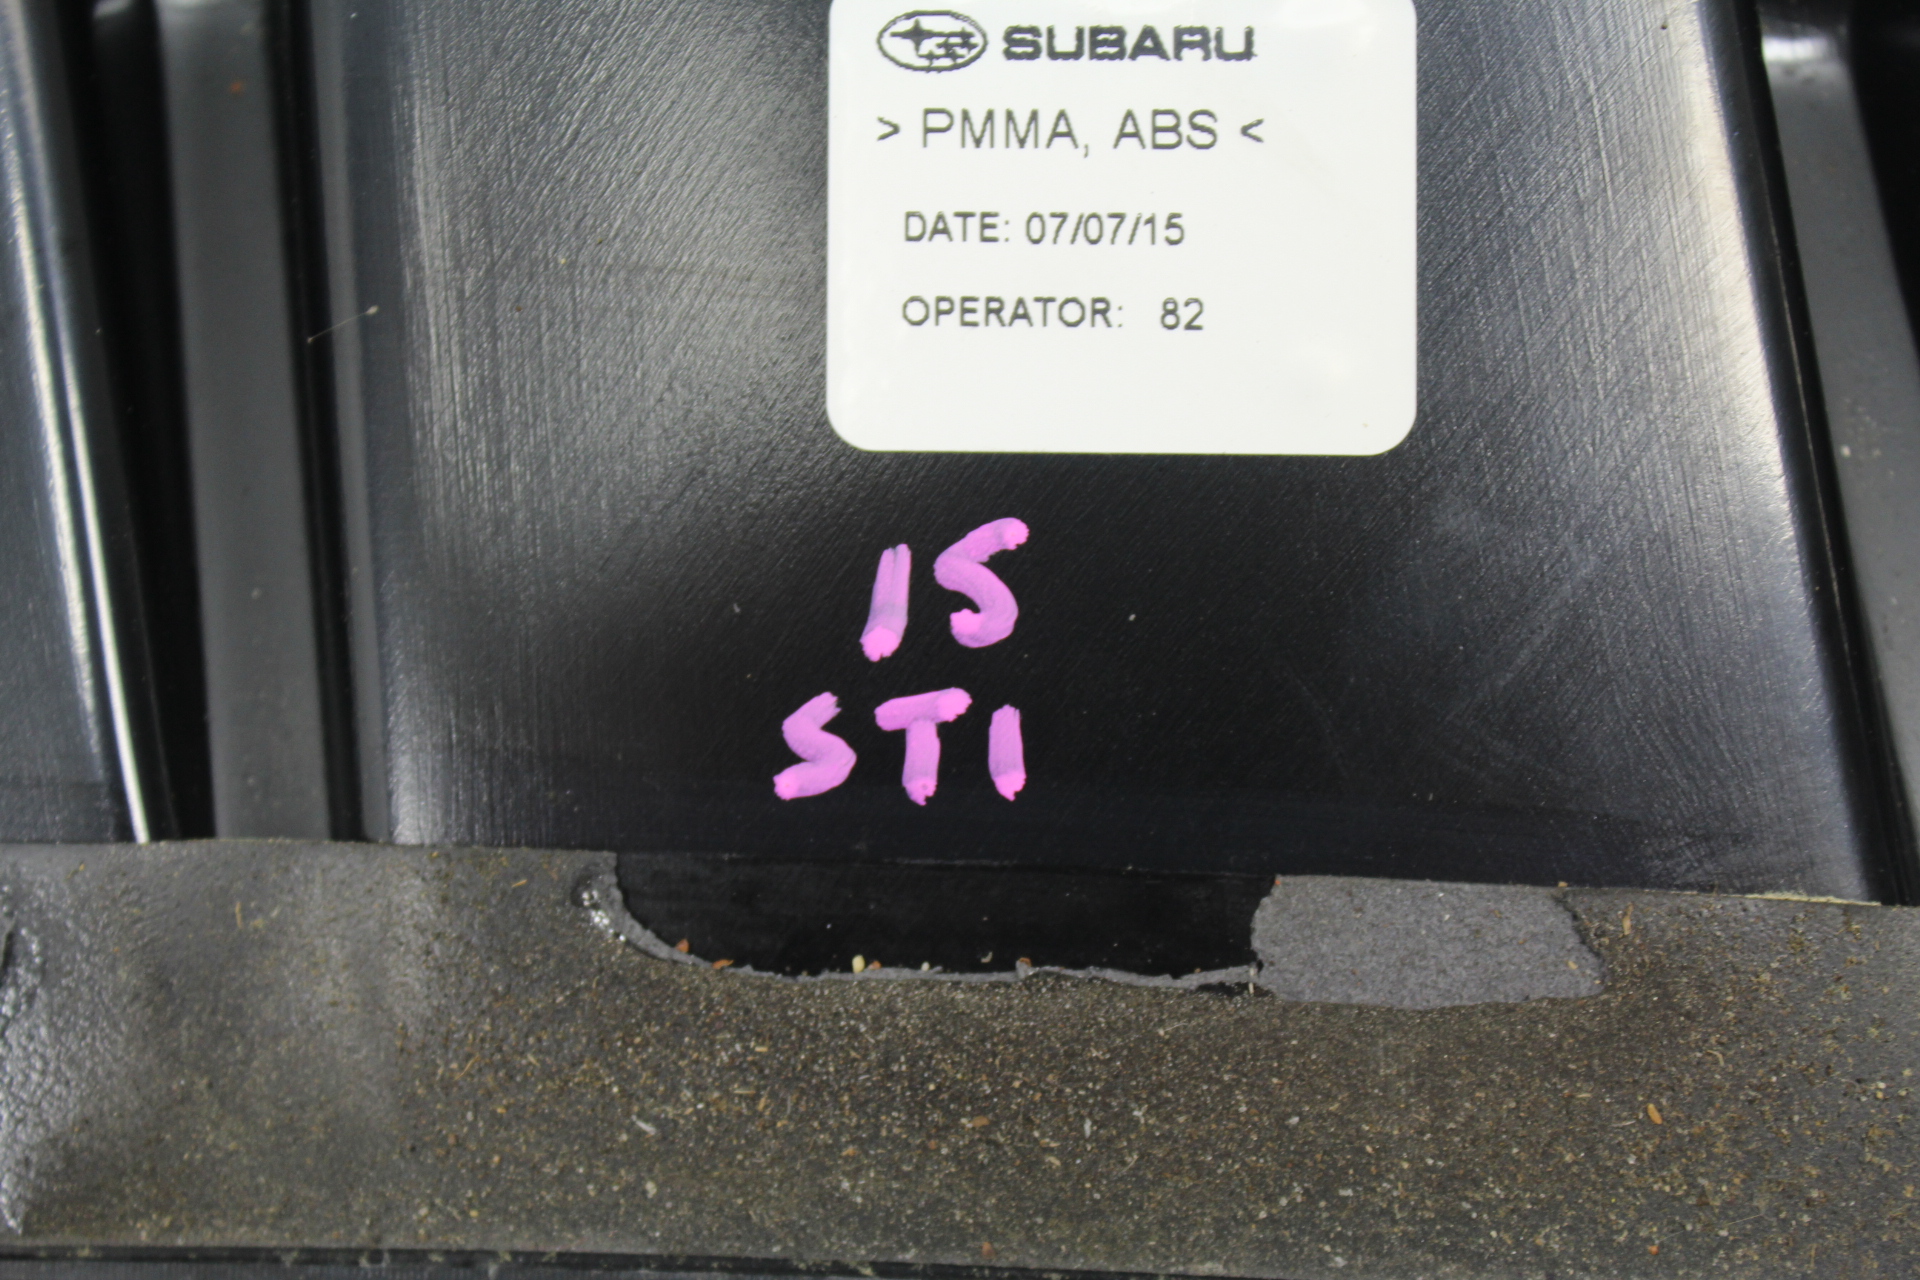 SUBARU
> PMMA, ABS <
DATE: 07/07/15
OPERATOR: 82
15
STI